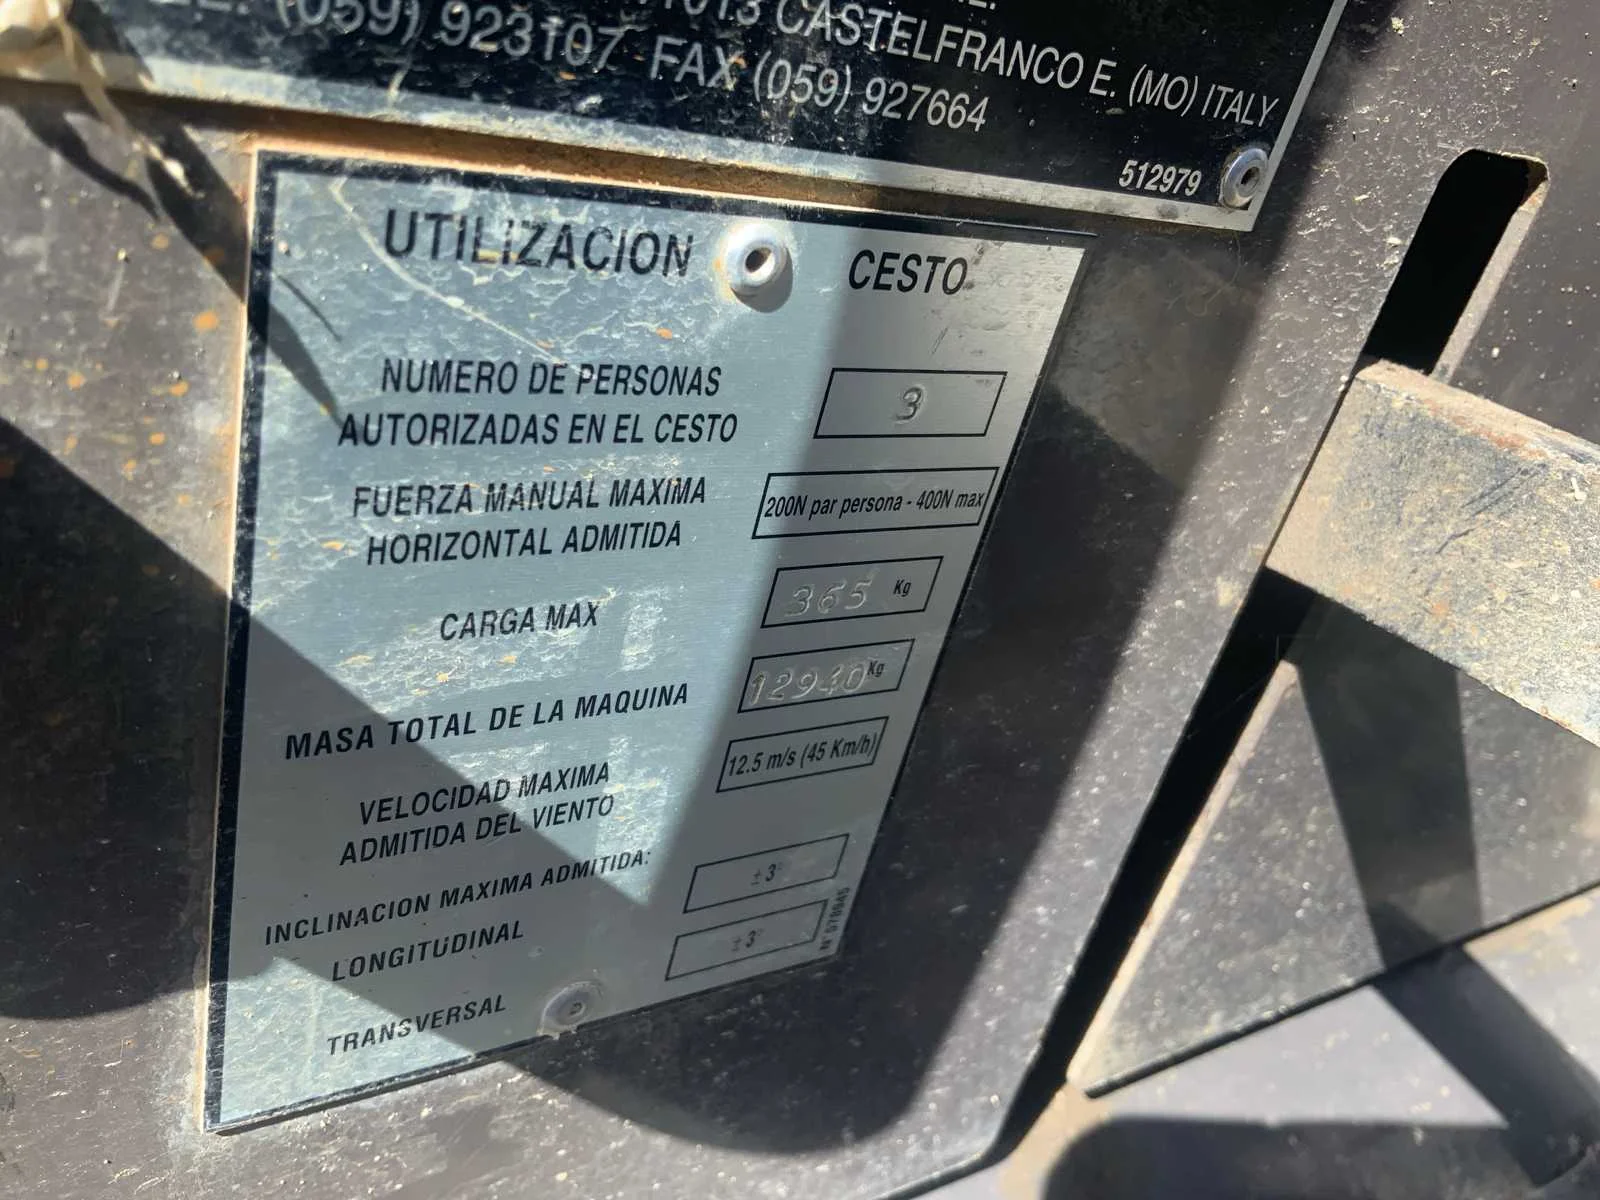 (059) 923107 FAX (059) 927664
CASTELFRANCO E. (MO) ITALY
512979
UTILIZACION CESTO
NUMERO DE PERSONAS
AUTORIZADAS EN EL CESTO
3
FUERZA MANUAL MAXIMA
HORIZONTAL ADMITIDA
200N par persona - 400N max
CARGA MAX
365 Kg
MASA TOTAL DE LA MAQUINA
12940 Kg
VELOCIDAD MAXIMA
ADMITIDA DEL VIENTO
12.5 m/s (45 Km/h)
INCLINACION MAXIMA ADMITIDA:
LONGITUDINAL
±3°
TRANSVERSAL
±3°